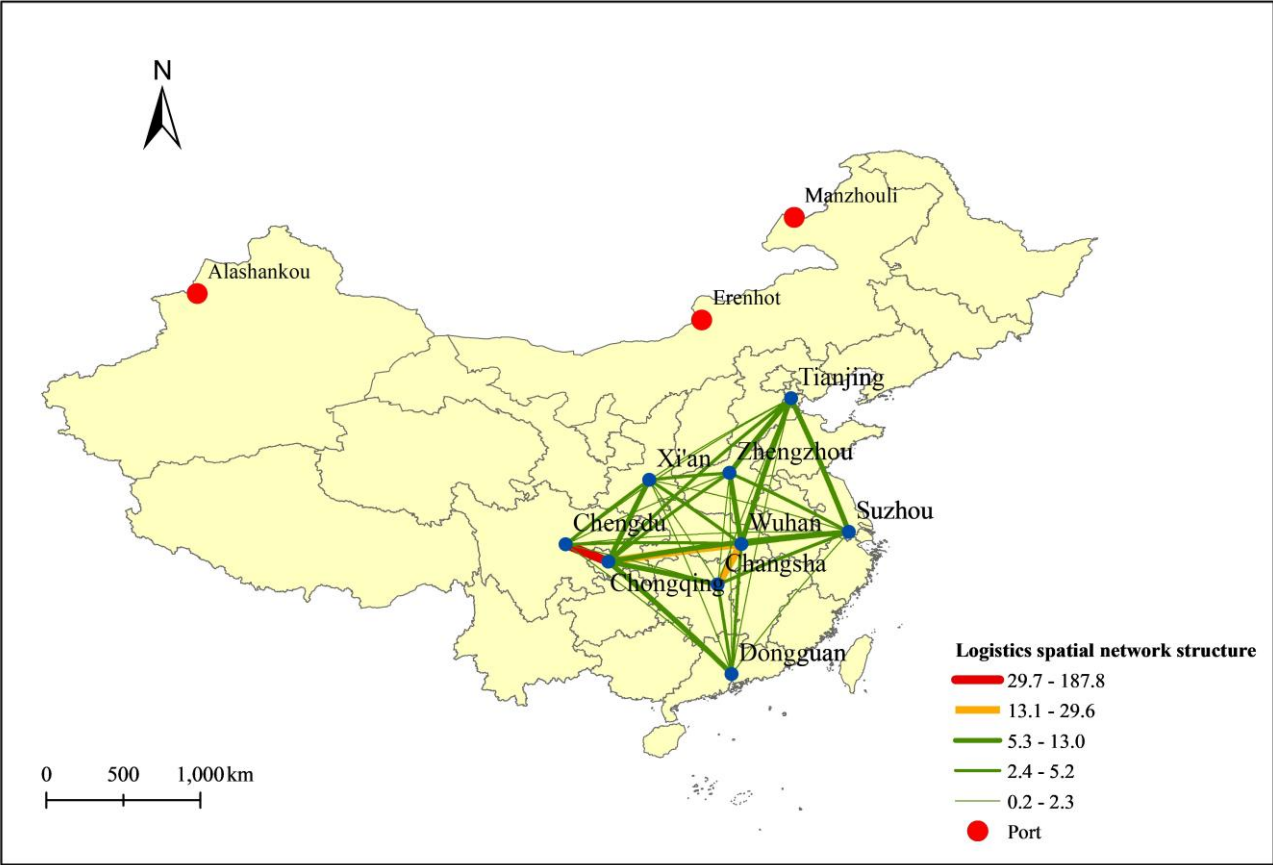 N
Manzhouli
Alashankou
Erenhot
Tianjing
Xi'an
Zhengzhou
Suzhou
Chengdu
Wuhan
Changsha
Chongqing
Dongguan
Logistics spatial network structure
29.7 - 187.8
13.1 - 29.6
5.3 - 13.0
2.4 - 5.2
0.2 - 2.3
Port
0 500 1,000 km